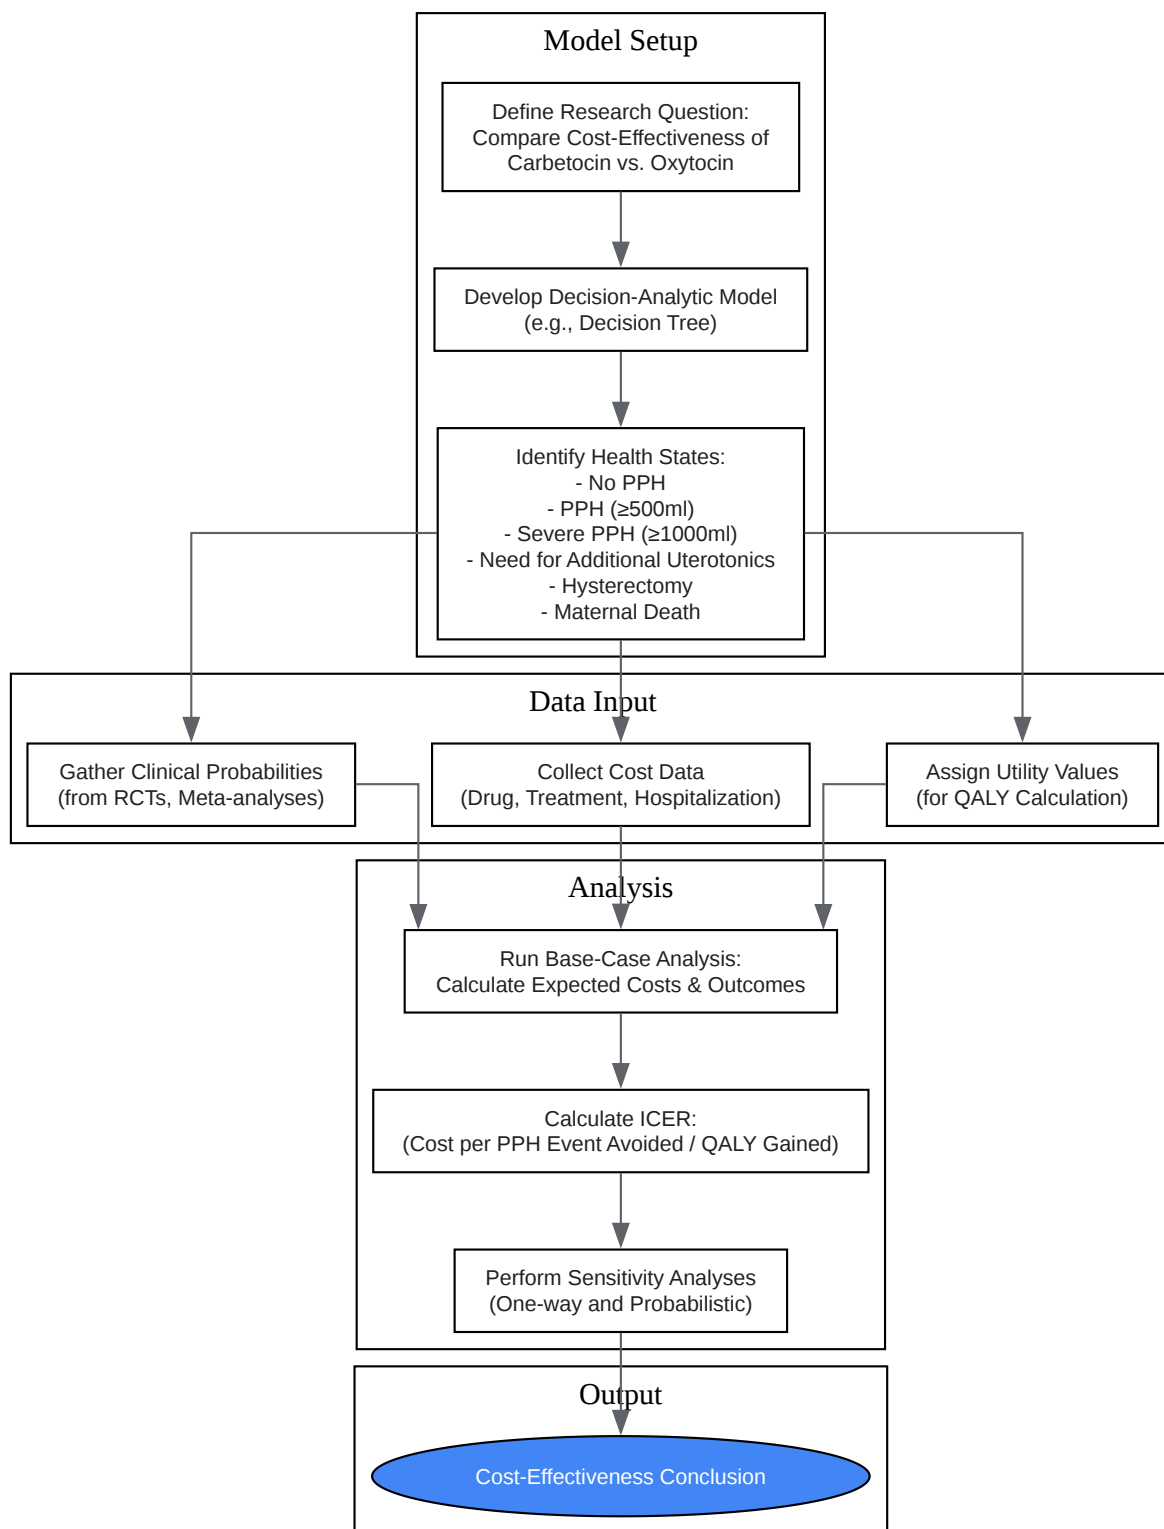 Model Setup
Define Research Question:
Compare Cost-Effectiveness of
Carbetocin vs. Oxytocin
Develop Decision-Analytic Model
(e.g., Decision Tree)
Identify Health States:
- No PPH
- PPH (≥500ml)
- Severe PPH (≥1000ml)
- Need for Additional Uterotonics
- Hysterectomy
- Maternal Death
Data Input
Gather Clinical Probabilities
(from RCTs, Meta-analyses)
Collect Cost Data
(Drug, Treatment, Hospitalization)
Assign Utility Values
(for QALY Calculation)
Analysis
Run Base-Case Analysis:
Calculate Expected Costs & Outcomes
Calculate ICER:
(Cost per PPH Event Avoided / QALY Gained)
Perform Sensitivity Analyses
(One-way and Probabilistic)
Output
Cost-Effectiveness Conclusion